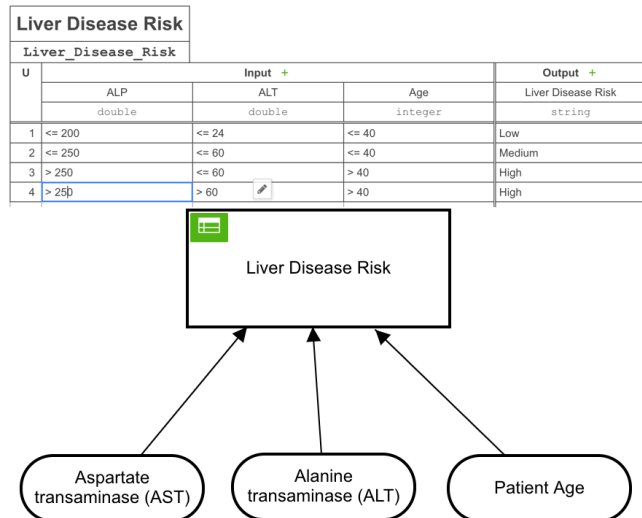 Liver Disease Risk
Liver_Disease_Risk
U Input + Output +
ALP ALT Age Liver Disease Risk
double double integer string
1 <= 200 <= 24 <= 40 Low
2 <= 250 <= 60 <= 40 Medium
3 > 250 <= 60 > 40 High
4 > 250 > 60 > 40 High
Liver Disease Risk
Aspartate
transaminase (AST)
Alanine
transaminase (ALT)
Patient Age